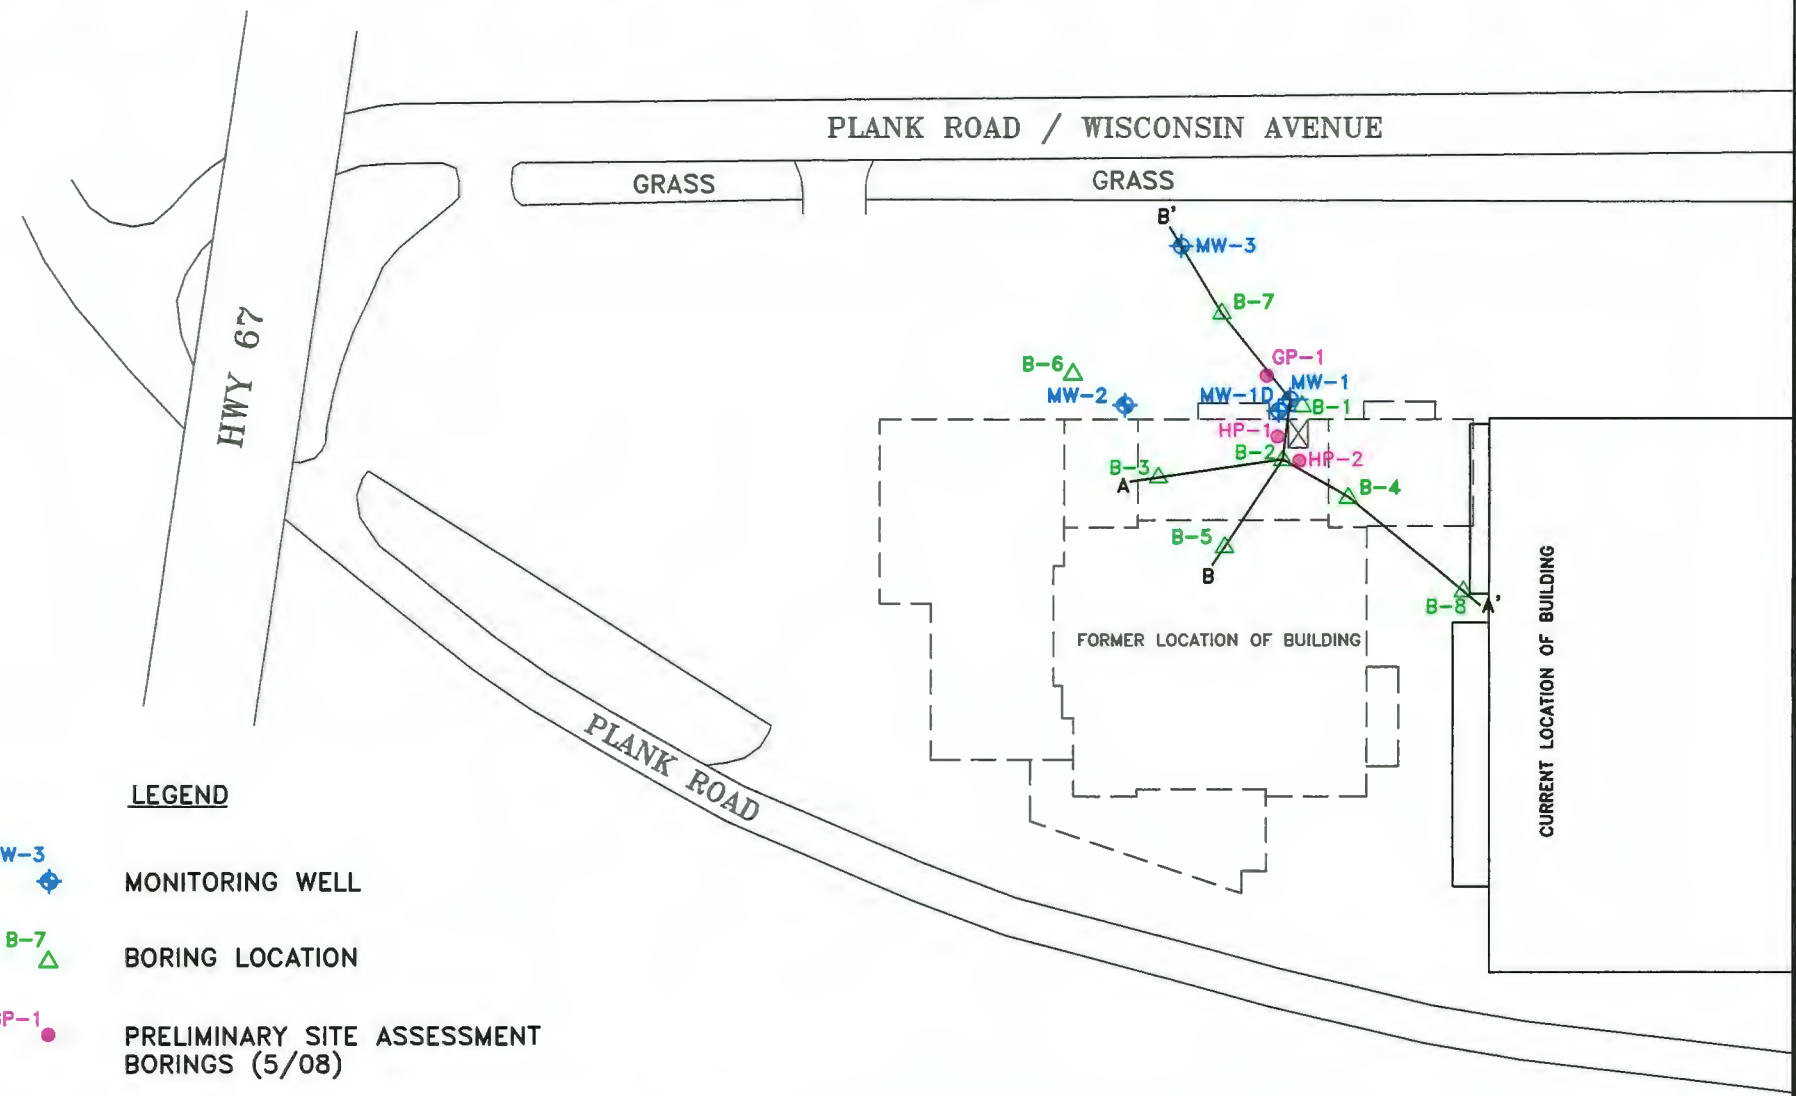 PLANK ROAD / WISCONSIN AVENUE
GRASS
GRASS
B'
MW-3
B-7
HWY 67
GP-1
B-6
MW-1
MW-2
MW-1D
B-1
HP-1
B-2
HP-2
B-3
A
B-4
B-5
B
B-8
A'
FORMER LOCATION OF BUILDING
CURRENT LOCATION OF BUILDING
PLANK ROAD
LEGEND
W-3
MONITORING WELL
B-7
BORING LOCATION
GP-1
PRELIMINARY SITE ASSESSMENT
BORINGS (5/08)